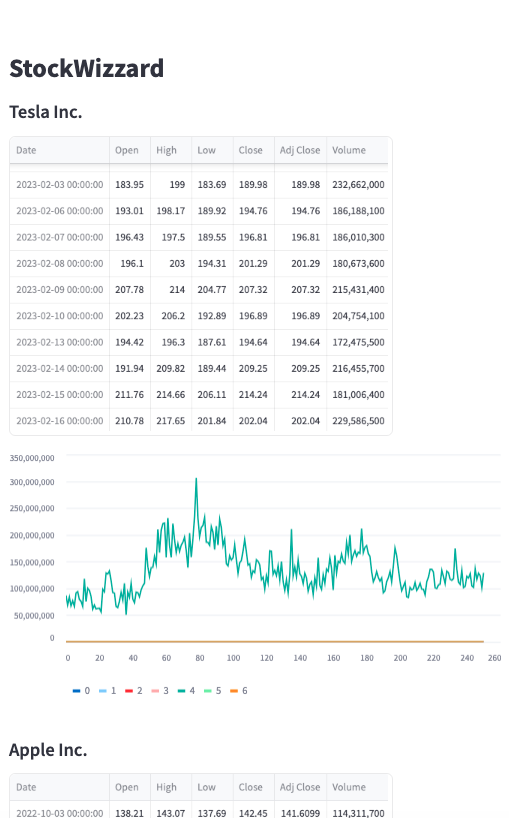 StockWizzard
Tesla Inc.
Date Open High Low Close Adj Close Volume
2023-02-03 00:00:00 183.95 199 183.69 189.98 189.98 232,662,000
2023-02-06 00:00:00 193.01 198.17 189.92 194.76 194.76 186,188,100
2023-02-07 00:00:00 196.43 197.5 189.55 196.81 196.81 186,010,300
2023-02-08 00:00:00 196.1 203 194.31 201.29 201.29 180,673,600
2023-02-09 00:00:00 207.78 214 204.77 207.32 207.32 215,431,400
2023-02-10 00:00:00 202.23 206.2 192.89 196.89 196.89 204,754,100
2023-02-13 00:00:00 194.42 196.3 187.61 194.64 194.64 172,475,500
2023-02-14 00:00:00 191.94 209.82 189.44 209.25 209.25 216,455,700
2023-02-15 00:00:00 211.76 214.66 206.11 214.24 214.24 181,006,400
2023-02-16 00:00:00 210.78 217.65 201.84 202.04 202.04 229,586,500
350,000,000
300,000,000
250,000,000
200,000,000
150,000,000
100,000,000
50,000,000
0
0 20 40 60 80 100 120 140 160 180 200 220 240 260
0 1 2 3 4 5 6
Apple Inc.
Date Open High Low Close Adj Close Volume
2022-10-03 00:00:00 138.21 143.07 137.69 142.45 141.6099 114,311,700